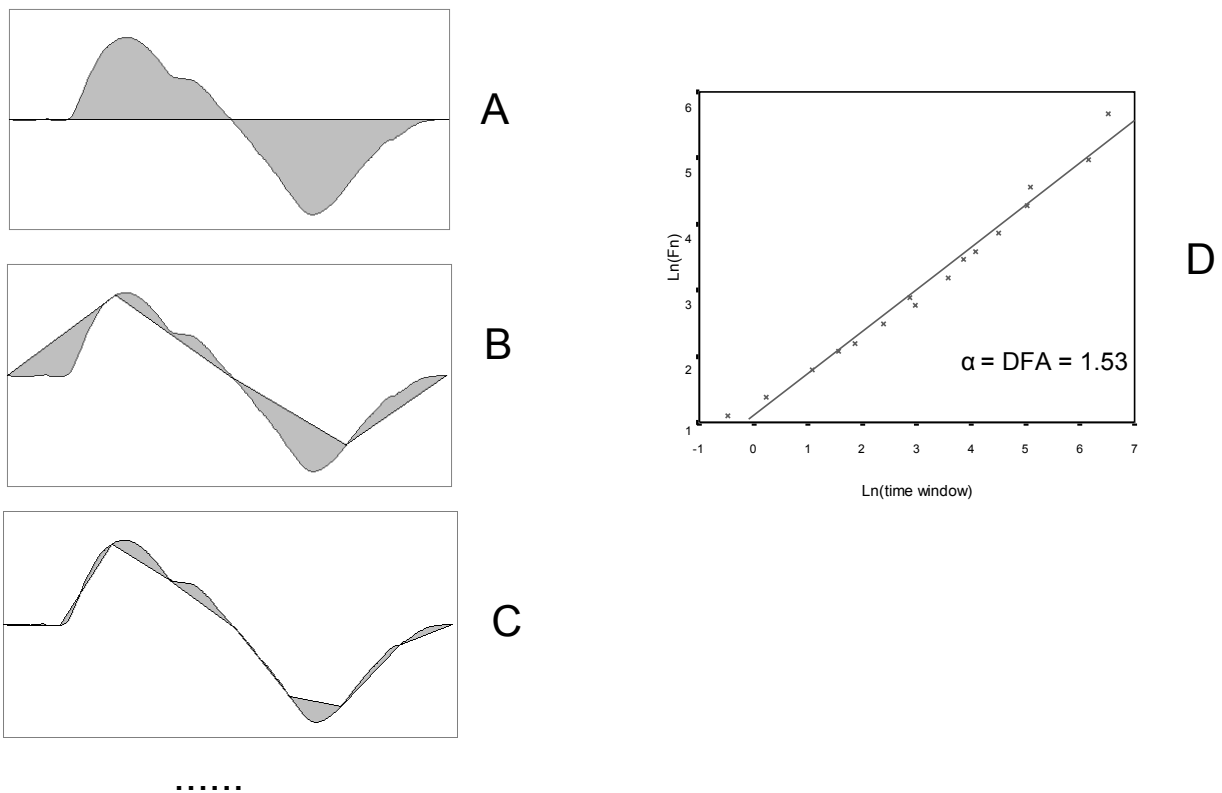 A
B
C
......
6
5
4
3
2
1
Ln(Fn)
-1 0 1 2 3 4 5 6 7
Ln(time window)
α = DFA = 1.53
D